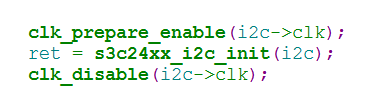 clk_prepare_enable(i2c->clk);
ret = s3c24xx_i2c_init(i2c);
clk_disable(i2c->clk);